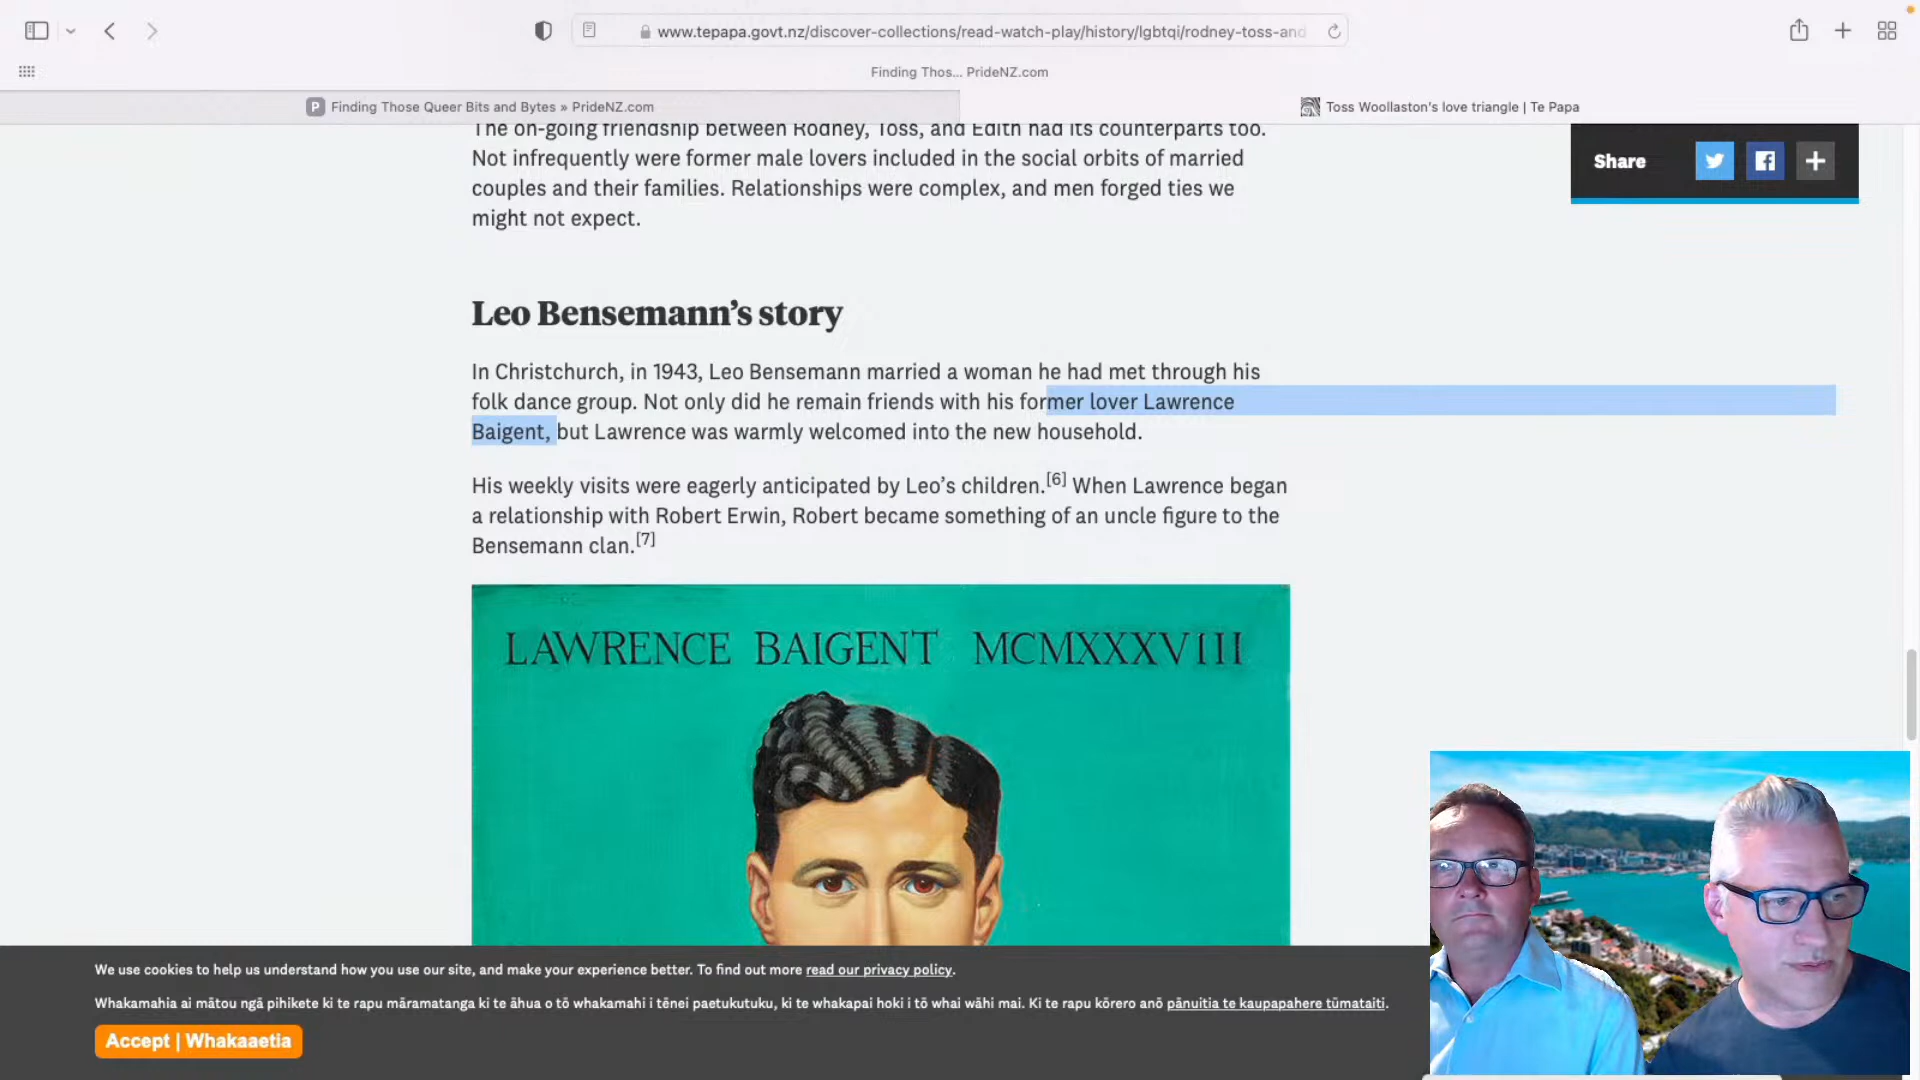 www.tepapa.govt.nz/discover-collections/read-watch-play/history/lgbtqi/rodney-toss-and
Finding Thos... PrideNZ.com
P Finding Those Queer Bits and Bytes » PrideNZ.com
Toss Woollaston’s love triangle | Te Papa
The on-going friendship between Rodney, Toss, and Edith had its counterparts too.
Not infrequently were former male lovers included in the social orbits of married
couples and their families. Relationships were complex, and men forged ties we
might not expect.
Share
Leo Bensemann’s story
In Christchurch, in 1943, Leo Bensemann married a woman he had met through his
folk dance group. Not only did he remain friends with his former lover Lawrence
Baigent, but Lawrence was warmly welcomed into the new household.
His weekly visits were eagerly anticipated by Leo’s children.[6] When Lawrence began
a relationship with Robert Erwin, Robert became something of an uncle figure to the
Bensemann clan.[7]
LAWRENCE BAIGENT MCMXXXVIII
We use cookies to help us understand how you use our site, and make your experience better. To find out more read our privacy policy.
Whakamahia ai mātou ngā pihikete ki te rapu māramatanga ki te āhua o tō whakamahi i tēnei paetukutuku, ki te whakapai hoki i tō whai wāhi mai. Ki te rapu kōrero anō pānuitia te kaupapahere tūmataiti.
Accept | Whakaaetia